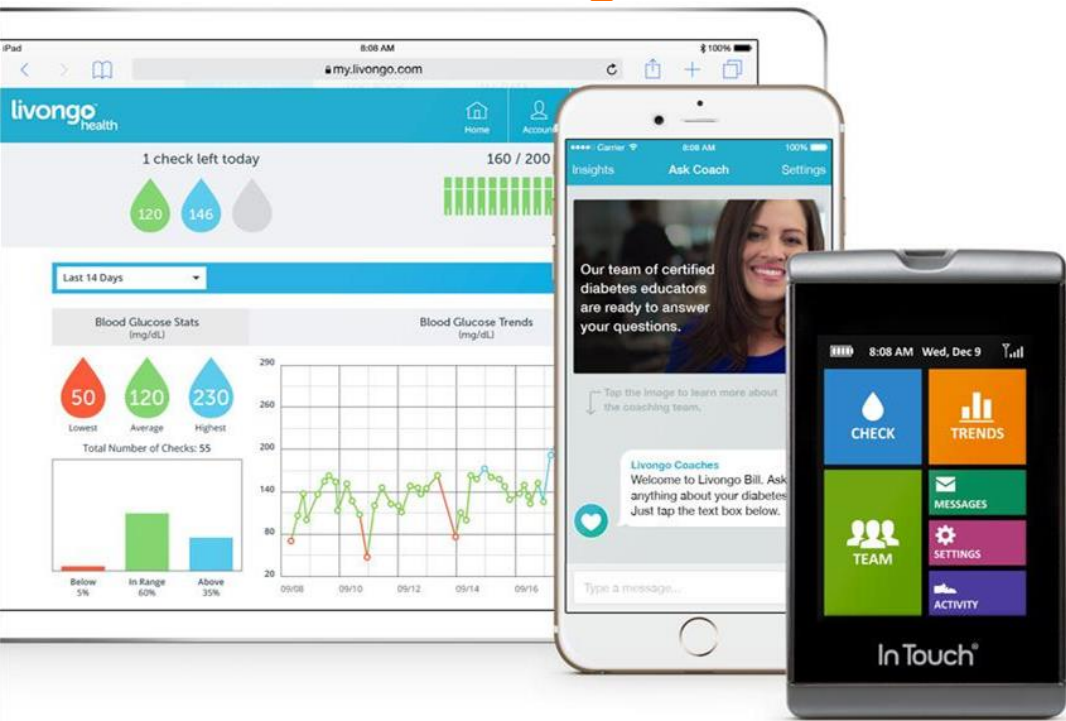 iPad
8:08 AM
100%
my.livongo.com
livongo
health
Home
Account
1 check left today
160 / 200
120
146
Last 14 Days
Blood Glucose Stats
(mg/dL)
50
120
230
Lowest
Average
Highest
Total Number of Checks: 55
Below
5%
In Range
60%
Above
35%
Blood Glucose Trends
(mg/dL)
290
260
200
140
80
20
09/08
09/10
09/12
09/14
09/16
Carrier
8:08 AM
100%
Insights
Ask Coach
Settings
Our team of certified
diabetes educators
are ready to answer
your questions.
Tap the image to learn more about
the coaching team.
Livongo Coaches
Welcome to Livongo Bill. Ask
anything about your diabetes
Just tap the text box below.
Type a message...
8:08 AM Wed, Dec 9
CHECK
TRENDS
TEAM
MESSAGES
SETTINGS
ACTIVITY
In Touch®